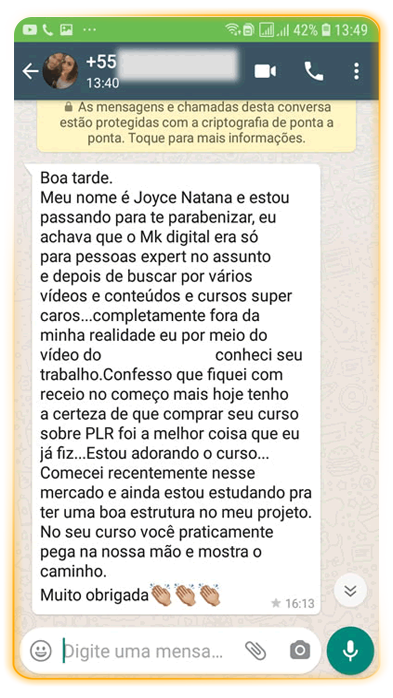 42% 13:49
+55
13:40
As mensagens e chamadas desta conversa
estão protegidas com a criptografia de ponta a
ponta. Toque para mais informações.
Boa tarde.
Meu nome é Joyce Natana e estou
passando para te parabenizar, eu
achava que o Mk digital era só
para pessoas expert no assunto
e depois de buscar por vários
vídeos e conteúdos e cursos super
caros...completamente fora da
minha realidade eu por meio do
vídeo do conheci seu
trabalho.Confesso que fiquei com
receio no começo mais hoje tenho
a certeza de que comprar seu curso
sobre PLR foi a melhor coisa que eu
já fiz...Estou adorando o curso...
Comecei recentemente nesse
mercado e ainda estou estudando pra
ter uma boa estrutura no meu projeto.
No seu curso você praticamente
pega na nossa mão e mostra o
caminho.
Muito obrigada👏🏼👏🏼👏🏼
16:13
Digite uma mensa...